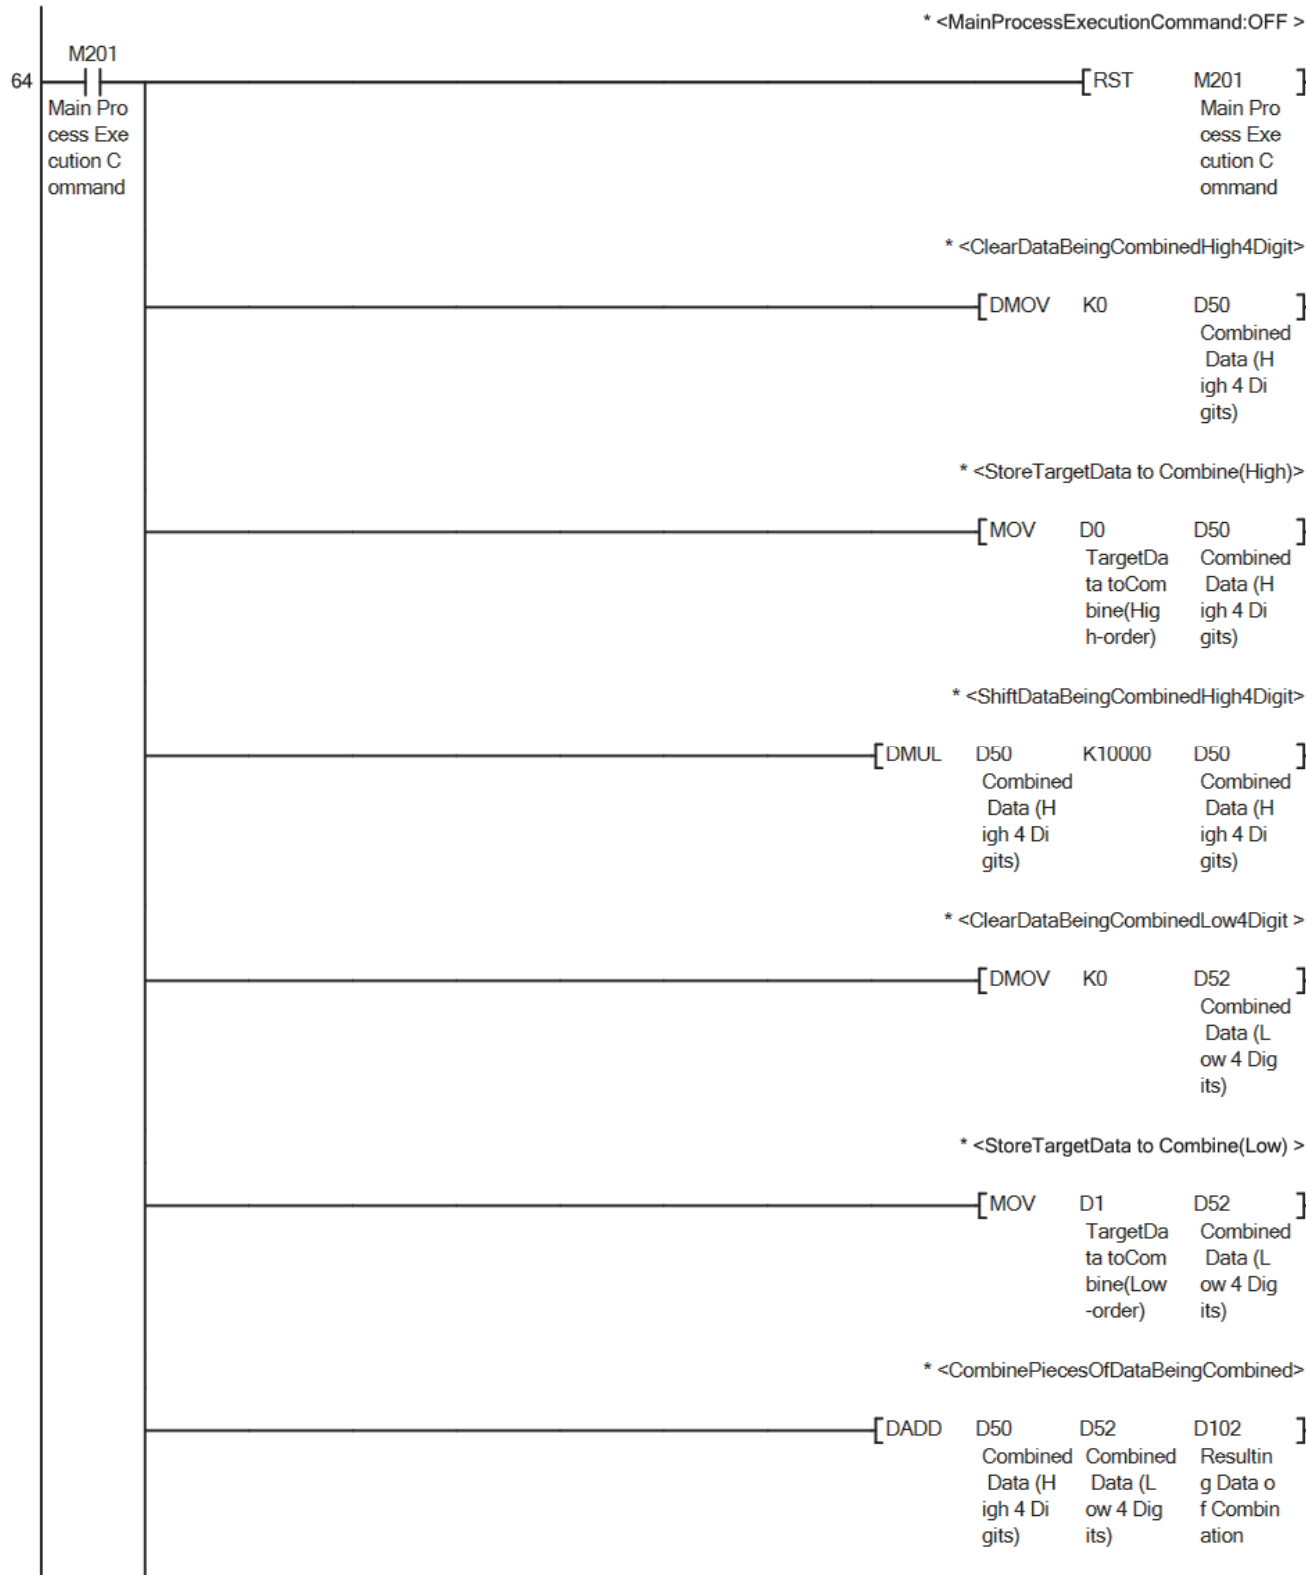 * <MainProcessExecutionCommand:OFF >
M201
64
[RST M201 ]
Main Pro
cess Exe
cution C
ommand
Main Pro
cess Exe
cution C
ommand
* <ClearDataBeingCombinedHigh4Digit>
[DMOV K0 D50 ]
Combined
Data (H
igh 4 Di
gits)
* <StoreTargetData to Combine(High)>
[MOV D0 D50 ]
TargetDa
ta toCom
bine(Hig
h-order)
Combined
Data (H
igh 4 Di
gits)
* <ShiftDataBeingCombinedHigh4Digit>
[DMUL D50 K10000 D50 ]
Combined
Data (H
igh 4 Di
gits)
Combined
Data (H
igh 4 Di
gits)
* <ClearDataBeingCombinedLow4Digit >
[DMOV K0 D52 ]
Combined
Data (L
ow 4 Dig
its)
* <StoreTargetData to Combine(Low) >
[MOV D1 D52 ]
TargetDa
ta toCom
bine(Low
-order)
Combined
Data (L
ow 4 Dig
its)
* <CombinePiecesOfDataBeingCombined>
[DADD D50 D52 D102 ]
Combined
Data (H
igh 4 Di
gits)
Combined
Data (L
ow 4 Dig
its)
Resultin
g Data o
f Combin
ation